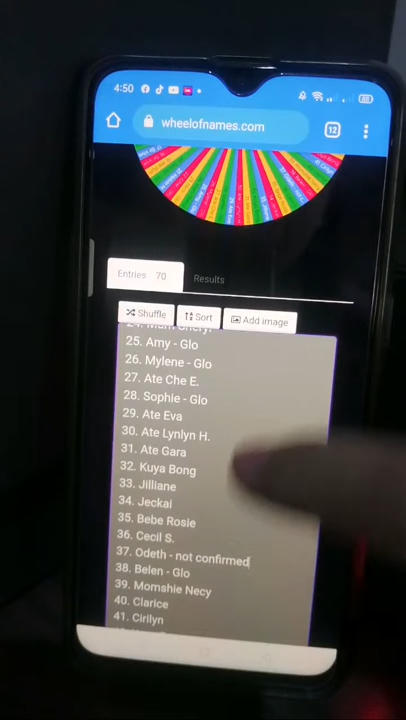 4:50
wheelofnames.com
12
Entries 70
Results
Shuffle
Sort
Add image
24. Mam Cheryl
25. Amy - Glo
26. Mylene - Glo
27. Ate Che E.
28. Sophie - Glo
29. Ate Eva
30. Ate Lynlyn H.
31. Ate Gara
32. Kuya Bong
33. Jilliane
34. Jeckai
35. Bebe Rosie
36. Cecil S.
37. Odeth - not confirmed
38. Belen - Glo
39. Momshie Necy
40. Clarice
41. Cirilyn